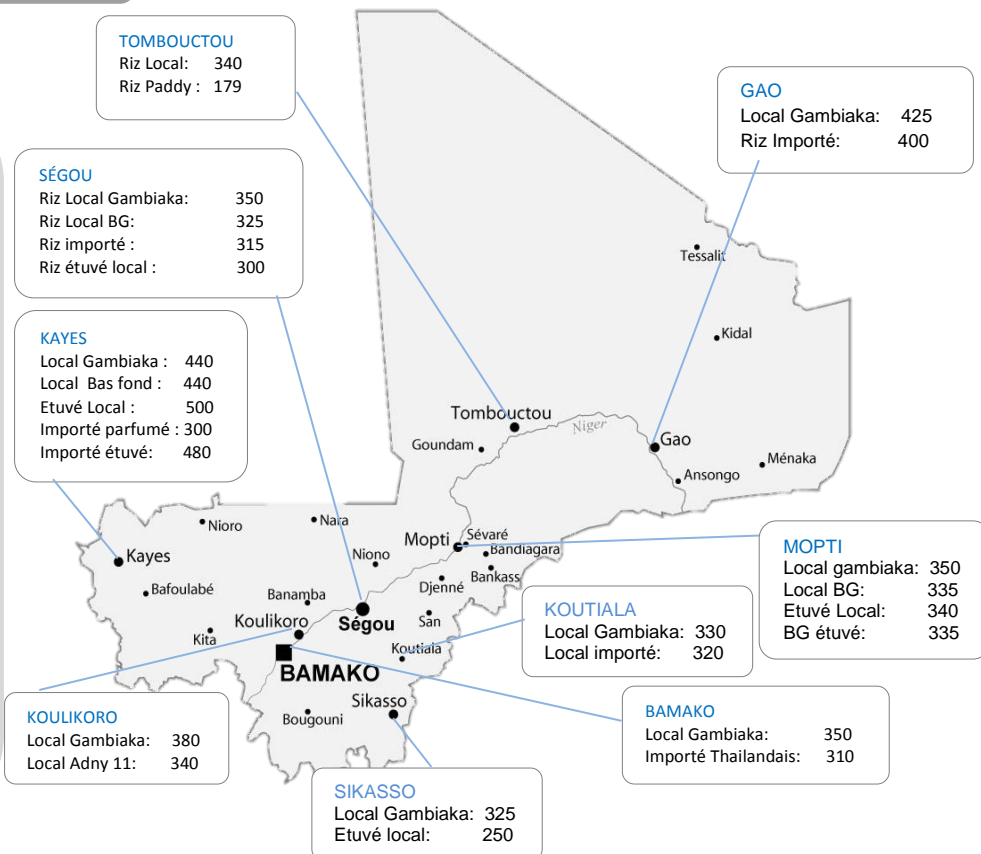 TOMBOUCTOU
Riz Local: 340
Riz Paddy : 179
GAO
Local Gambiaka: 425
Riz Importé: 400
SÉGOU
Riz Local Gambiaka: 350
Riz Local BG: 325
Riz importé : 315
Riz étuvé local : 300
KAYES
Local Gambiaka : 440
Local Bas fond : 440
Etuvé Local : 500
Importé parfumé : 300
Importé étuvé: 480
Tessalit
Kidal
Tombouctou
Niger
Goundam
Gao
Ansongo
Ménaka
Nioro
Nara
Mopti
Sévaré
Bandiagara
Kayes
Niono
Bankass
Djenné
Bafoulabé
Banamba
Koulikoro
Ségou
San
Kita
Koutiala
BAMAKO
Sikasso
Bougouni
MOPTI
Local gambiaka: 350
Local BG: 335
Etuvé Local: 340
BG étuvé: 335
KOUTIALA
Local Gambiaka: 330
Local importé: 320
KOULIKORO
Local Gambiaka: 380
Local Adny 11: 340
BAMAKO
Local Gambiaka: 350
Importé Thailandais: 310
SIKASSO
Local Gambiaka: 325
Etuvé local: 250